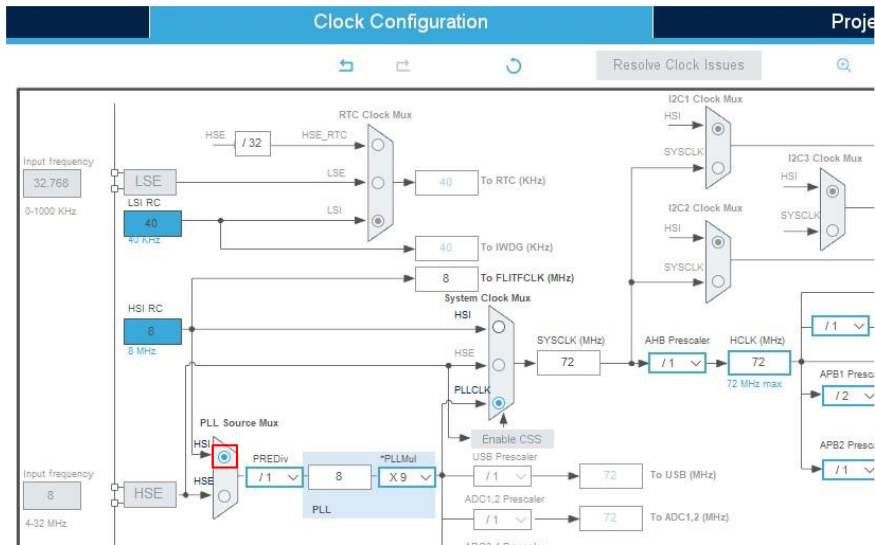 Clock Configuration
Proje
Resolve Clock Issues
I2C1 Clock Mux
HSI
SYSCLK
RTC Clock Mux
HSE
/ 32
HSE_RTC
I2C3 Clock Mux
HSI
SYSCLK
Input frequency
32.768
0-1000 KHz
LSE
LSE
40
To RTC (KHz)
LSI RC
40
40 KHz
LSI
I2C2 Clock Mux
HSI
SYSCLK
40
To IWDG (KHz)
8
To FLITFCLK (MHz)
System Clock Mux
HSI
HSI RC
8
8 MHz
HSE
SYSCLK (MHz)
72
AHB Prescaler
/ 1
HCLK (MHz)
72
72 MHz max
/ 1
APB1 Presc
/ 2
PLLCLK
Enable CSS
PLL Source Mux
HSI
HSE
PREDiv
/ 1
8
*PLLMul
X 9
PLL
USB Prescaler
/ 1
72
To USB (MHz)
APB2 Presc
/ 1
Input frequency
8
4-32 MHz
HSE
ADC1,2 Prescaler
/ 1
72
To ADC1,2 (MHz)